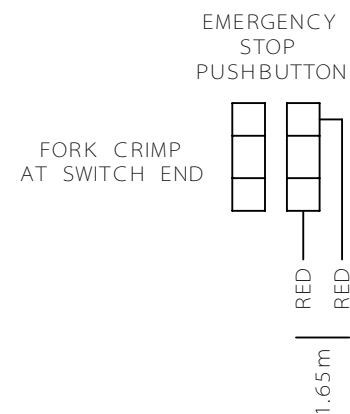 EMERGENCY
STOP
PUSHBUTTON
FORK CRIMP
AT SWITCH END
RED
RED
1.65m